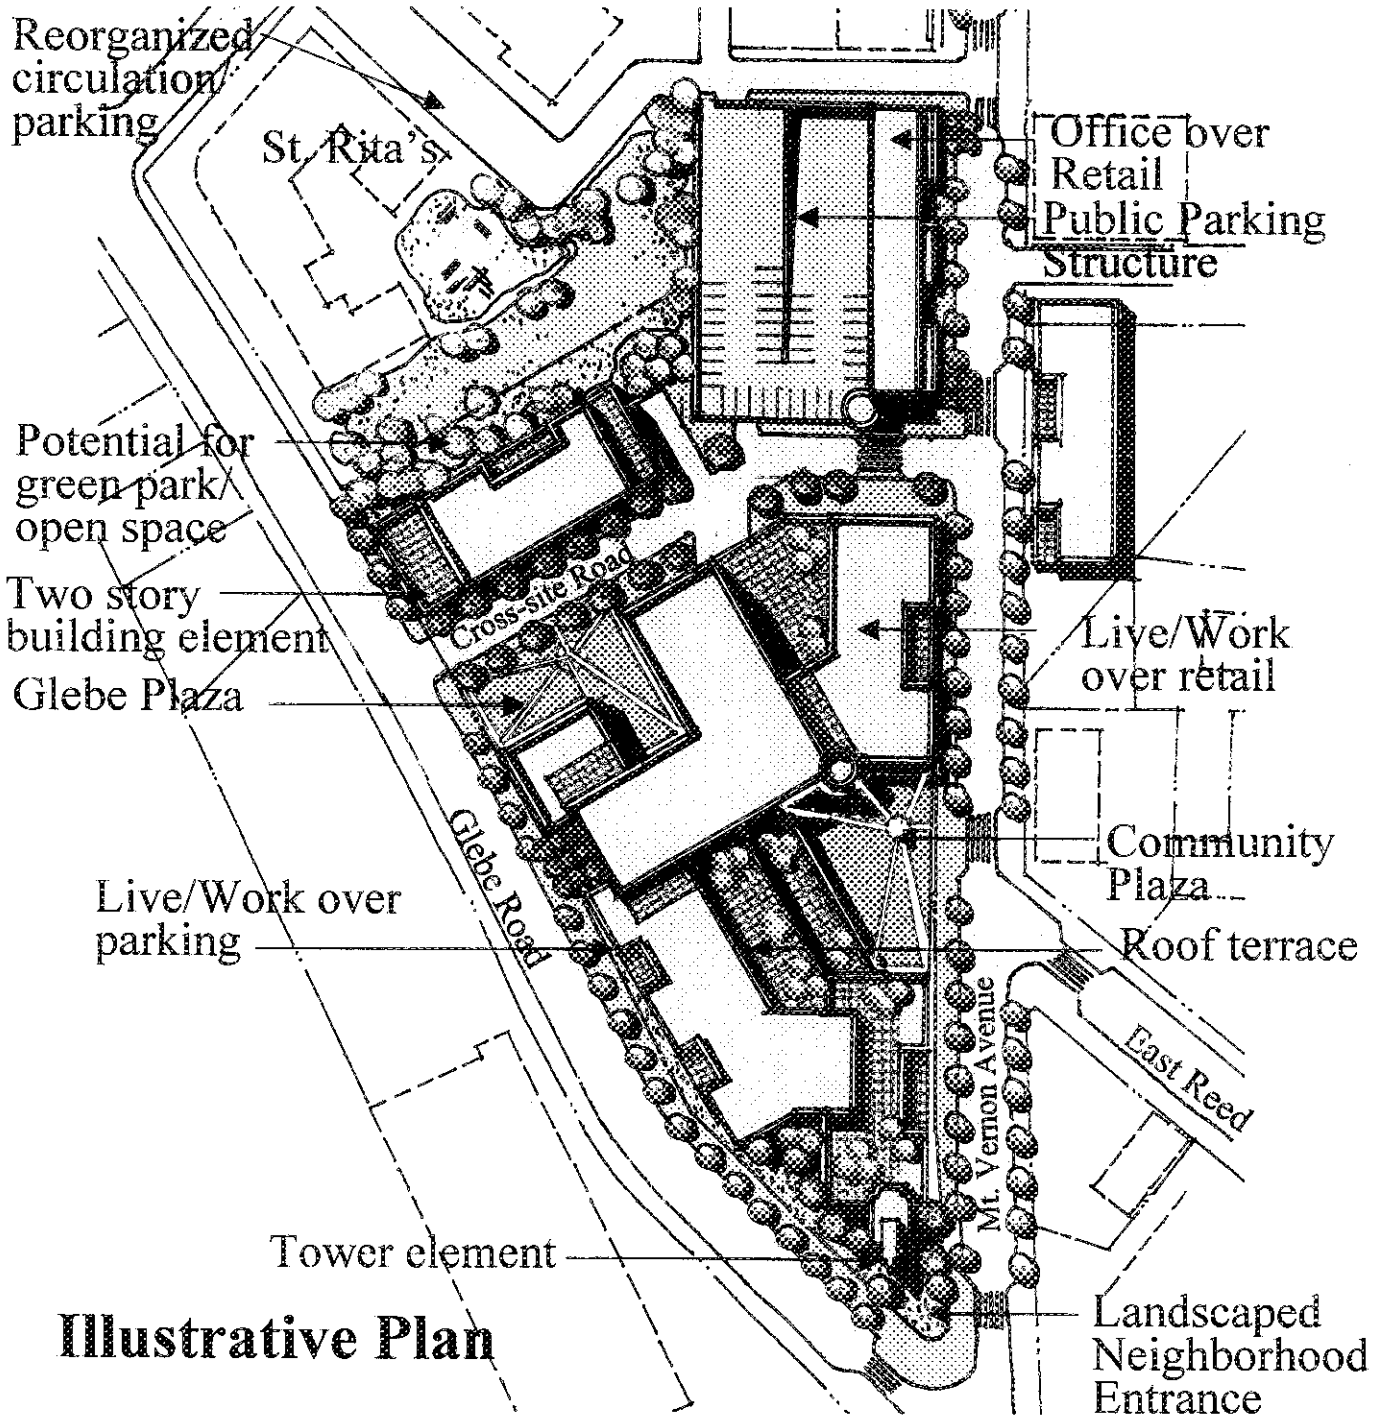 Reorganized
circulation/
parking
St. Rita's
Office over
Retail
Public Parking
Structure
Potential for
green park/
open space
Two story
building element
Cross-site Road
Glebe Plaza
Live/Work
over retail
Glebe Road
Community
Plaza
Live/Work over
parking
Roof terrace
Mt. Vernon Avenue
East Reed
Tower element
Illustrative Plan
Landscaped
Neighborhood
Entrance